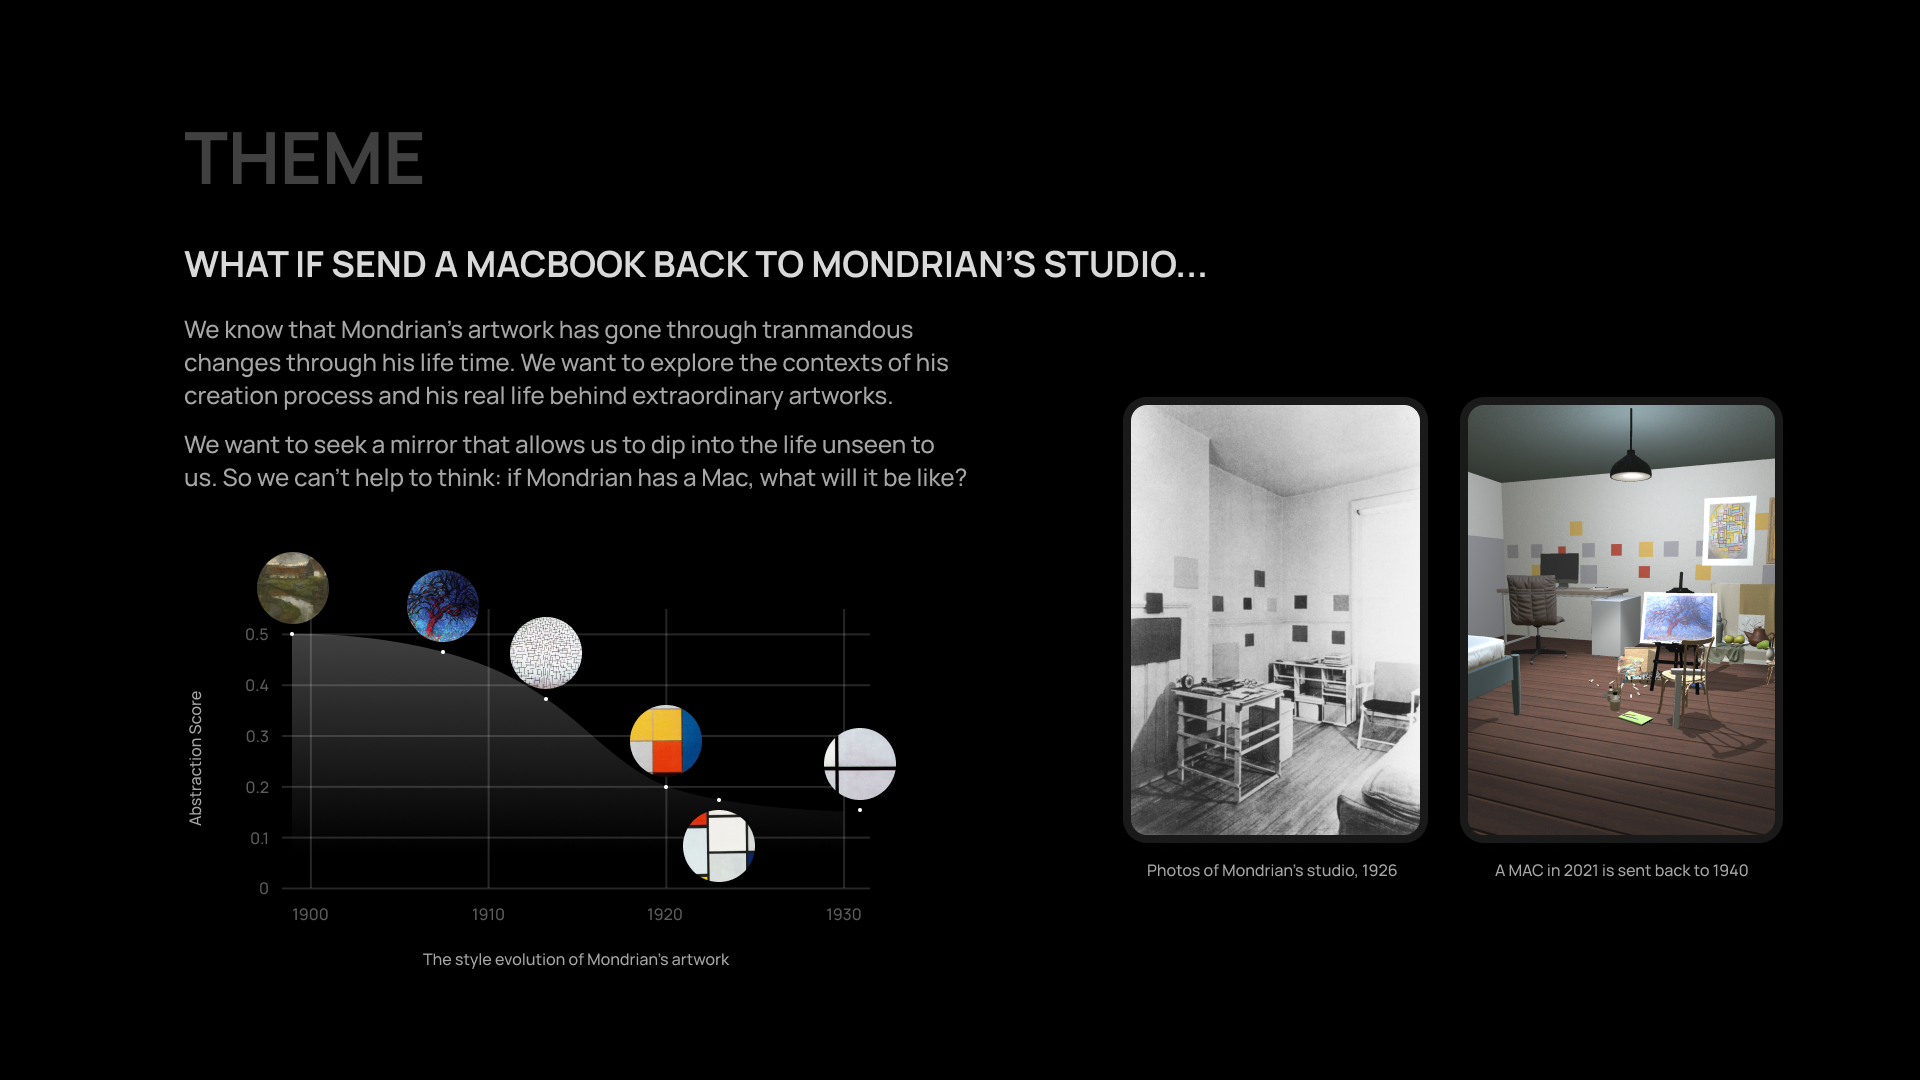 THEME
WHAT IF SEND A MACBOOK BACK TO MONDRIAN’S STUDIO...
We know that Mondrian’s artwork has gone through tranmandous
changes through his life time. We want to explore the contexts of his
creation process and his real life behind extraordinary artworks.
We want to seek a mirror that allows us to dip into the life unseen to
us. So we can’t help to think: if Mondrian has a Mac, what will it be like?
Abstraction Score
0.5
0.4
0.3
0.2
0.1
0
1900 1910 1920 1930
The style evolution of Mondrian’s artwork
Photos of Mondrian’s studio, 1926
A MAC in 2021 is sent back to 1940